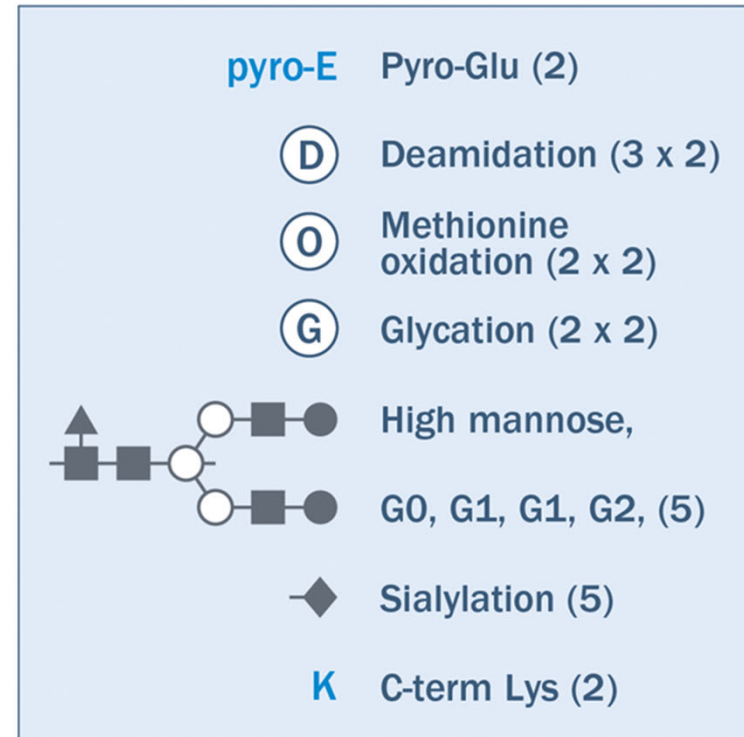 pyro-E Pyro-Glu (2)
D Deamidation (3 x 2)
O Methionine
oxidation (2 x 2)
G Glycation (2 x 2)
High mannose,
G0, G1, G1, G2, (5)
Sialylation (5)
K C-term Lys (2)